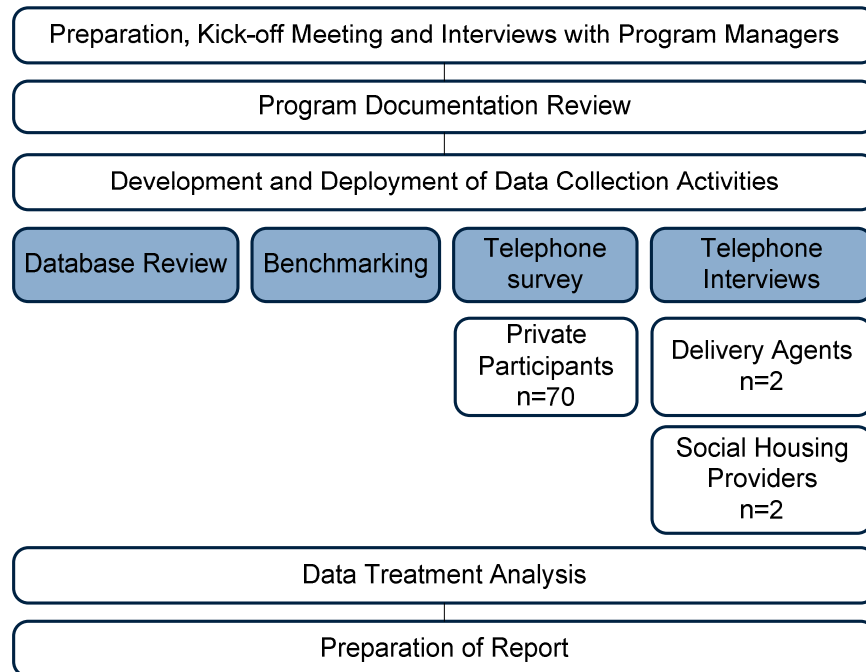 Preparation, Kick-off Meeting and Interviews with Program Managers
Program Documentation Review
Development and Deployment of Data Collection Activities
Database Review
Benchmarking
Telephone
survey
Telephone
Interviews
Private
Participants
n=70
Delivery Agents
n=2
Social Housing
Providers
n=2
Data Treatment Analysis
Preparation of Report